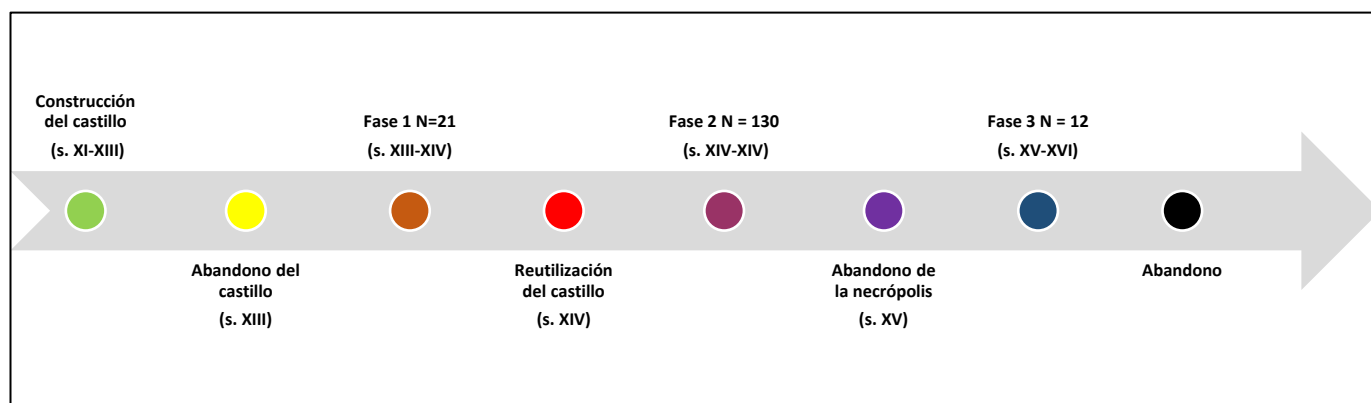 Construcción
del castillo
(s. XI-XIII)
Abandono del
castillo
(s. XIII)
Fase 1 N=21
(s. XIII-XIV)
Reutilización
del castillo
(s. XIV)
Fase 2 N = 130
(s. XIV-XIV)
Abandono de
la necrópolis
(s. XV)
Fase 3 N = 12
(s. XV-XVI)
Abandono